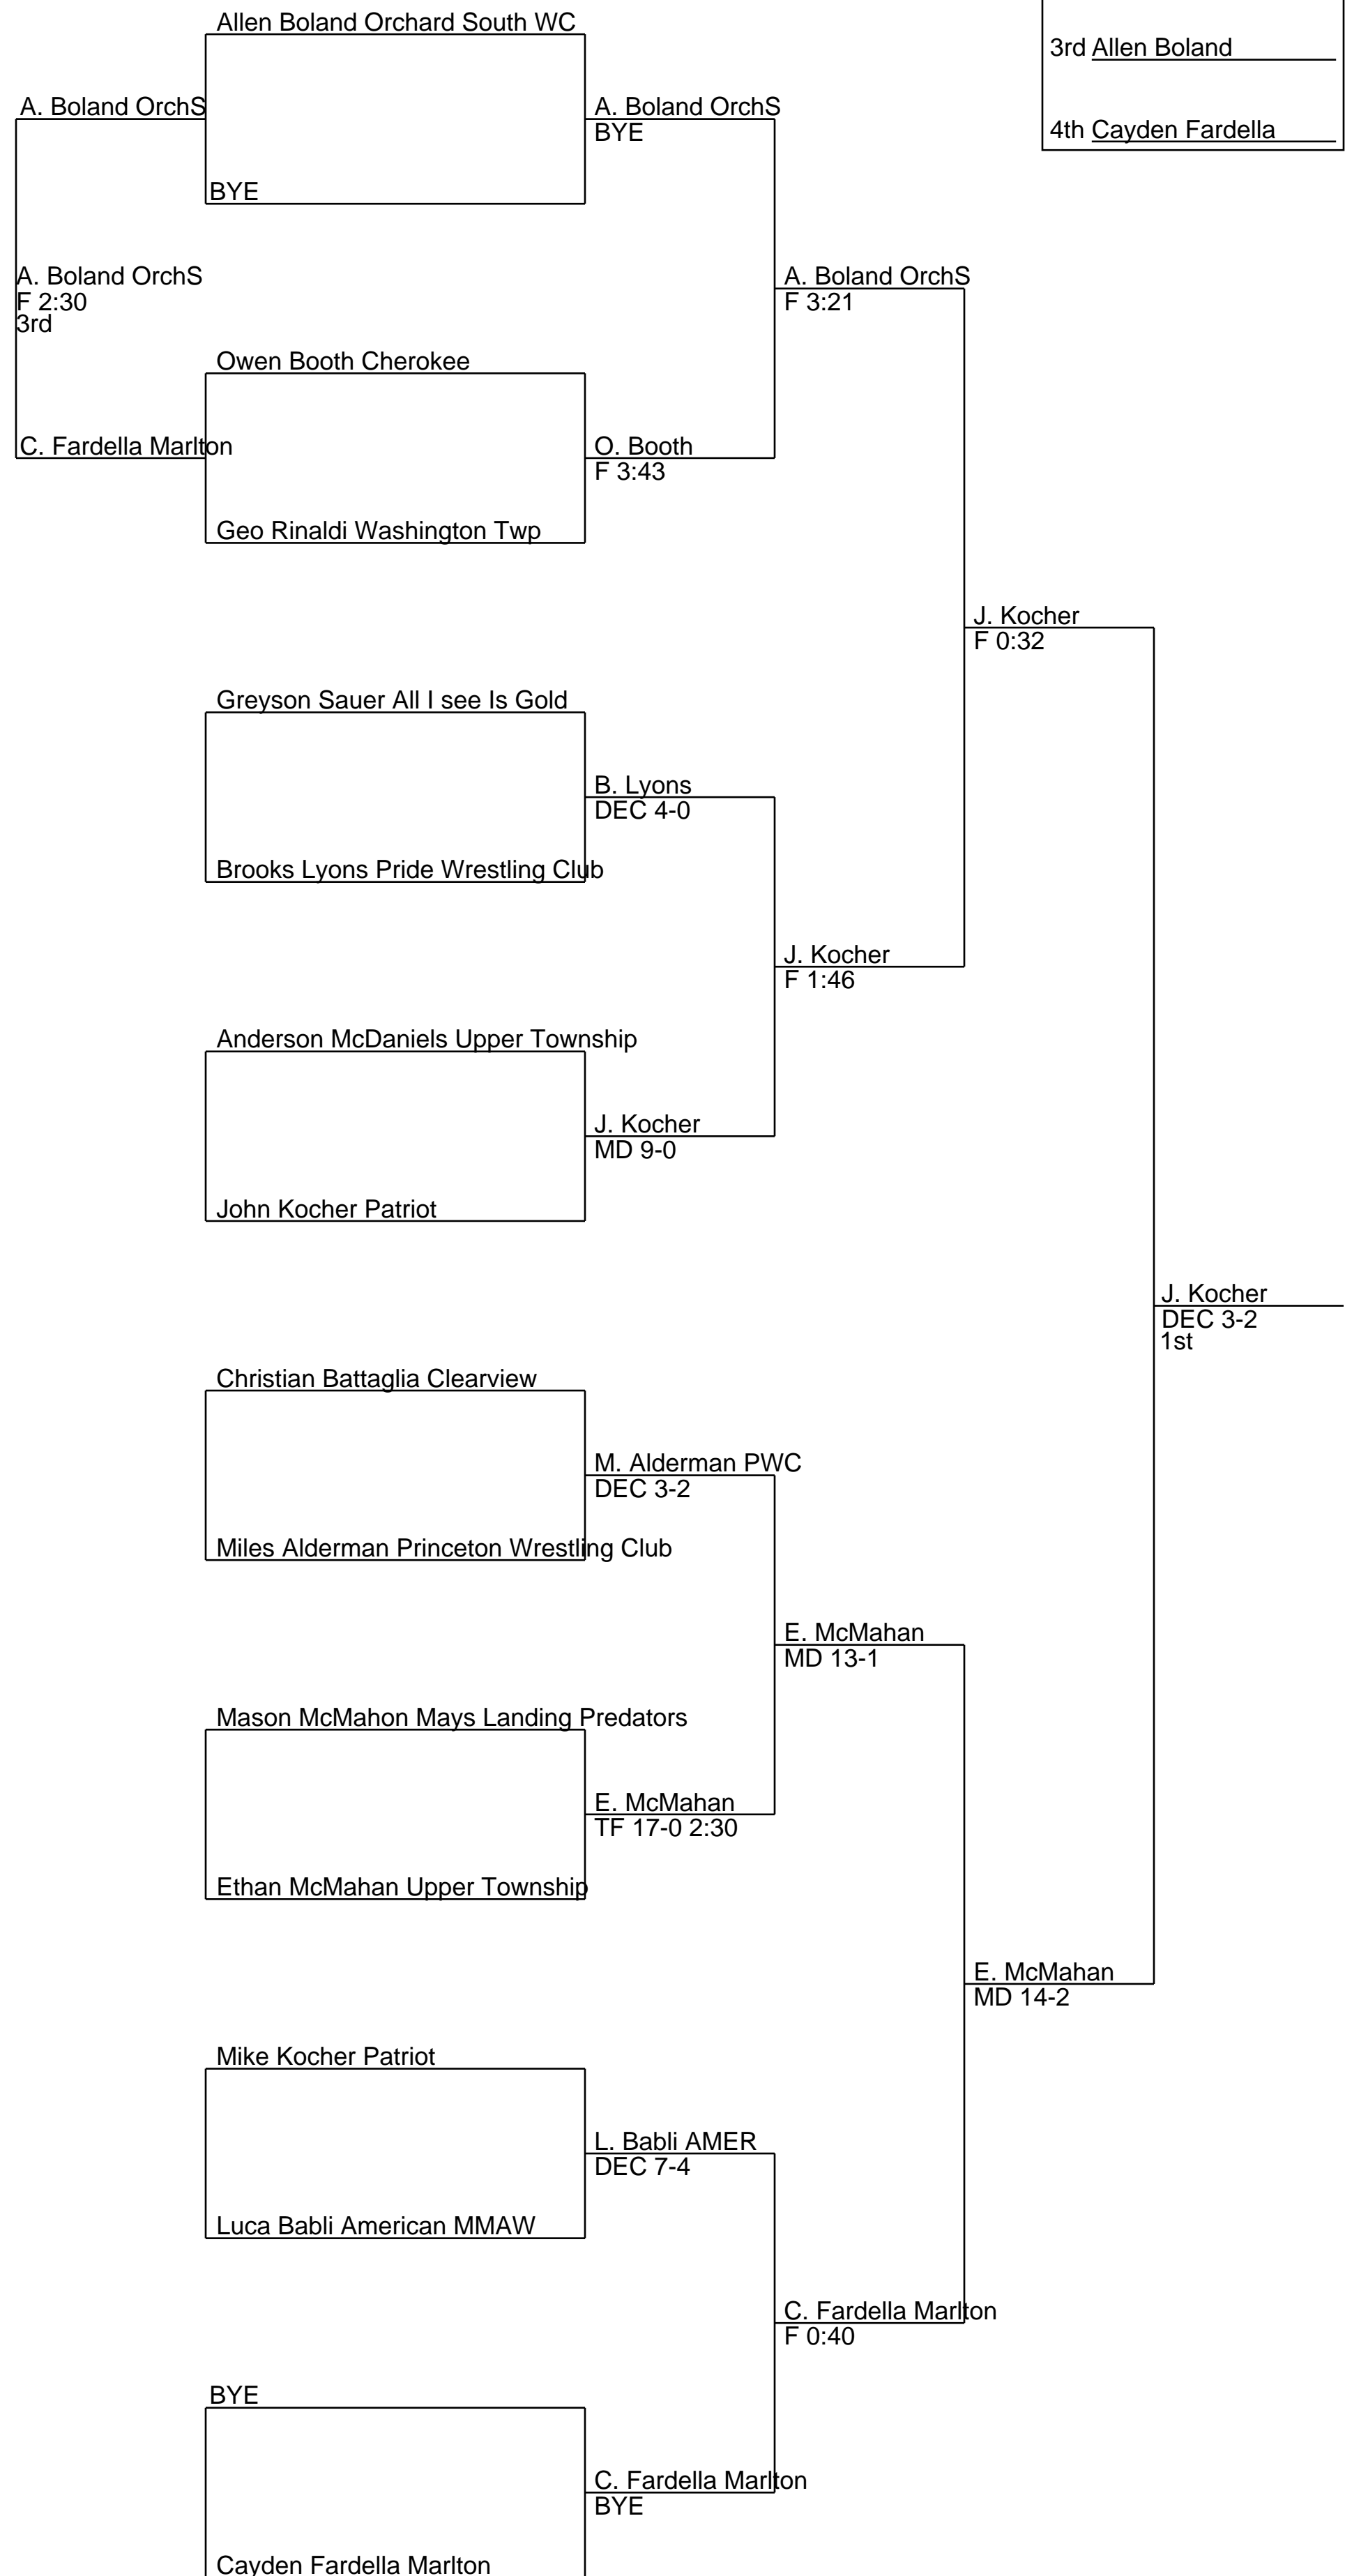 Allen Boland Orchard South WC
3rd Allen Boland
A. Boland OrchS
A. Boland OrchS
BYE
4th Cayden Fardella
BYE
A. Boland OrchS
F 2:30
3rd
A. Boland OrchS
F 3:21
Owen Booth Cherokee
C. Fardella Marlton
O. Booth
F 3:43
Geo Rinaldi Washington Twp
J. Kocher
F 0:32
Greyson Sauer All I see Is Gold
B. Lyons
DEC 4-0
Brooks Lyons Pride Wrestling Club
J. Kocher
F 1:46
Anderson McDaniels Upper Township
J. Kocher
MD 9-0
John Kocher Patriot
J. Kocher
DEC 3-2
1st
Christian Battaglia Clearview
M. Alderman PWC
DEC 3-2
Miles Alderman Princeton Wrestling Club
E. McMahan
MD 13-1
Mason McMahon Mays Landing Predators
E. McMahan
TF 17-0 2:30
Ethan McMahan Upper Township
E. McMahan
MD 14-2
Mike Kocher Patriot
L. Babli AMER
DEC 7-4
Luca Babli American MMAW
C. Fardella Marlton
F 0:40
BYE
C. Fardella Marlton
BYE
Cayden Fardella Marlton